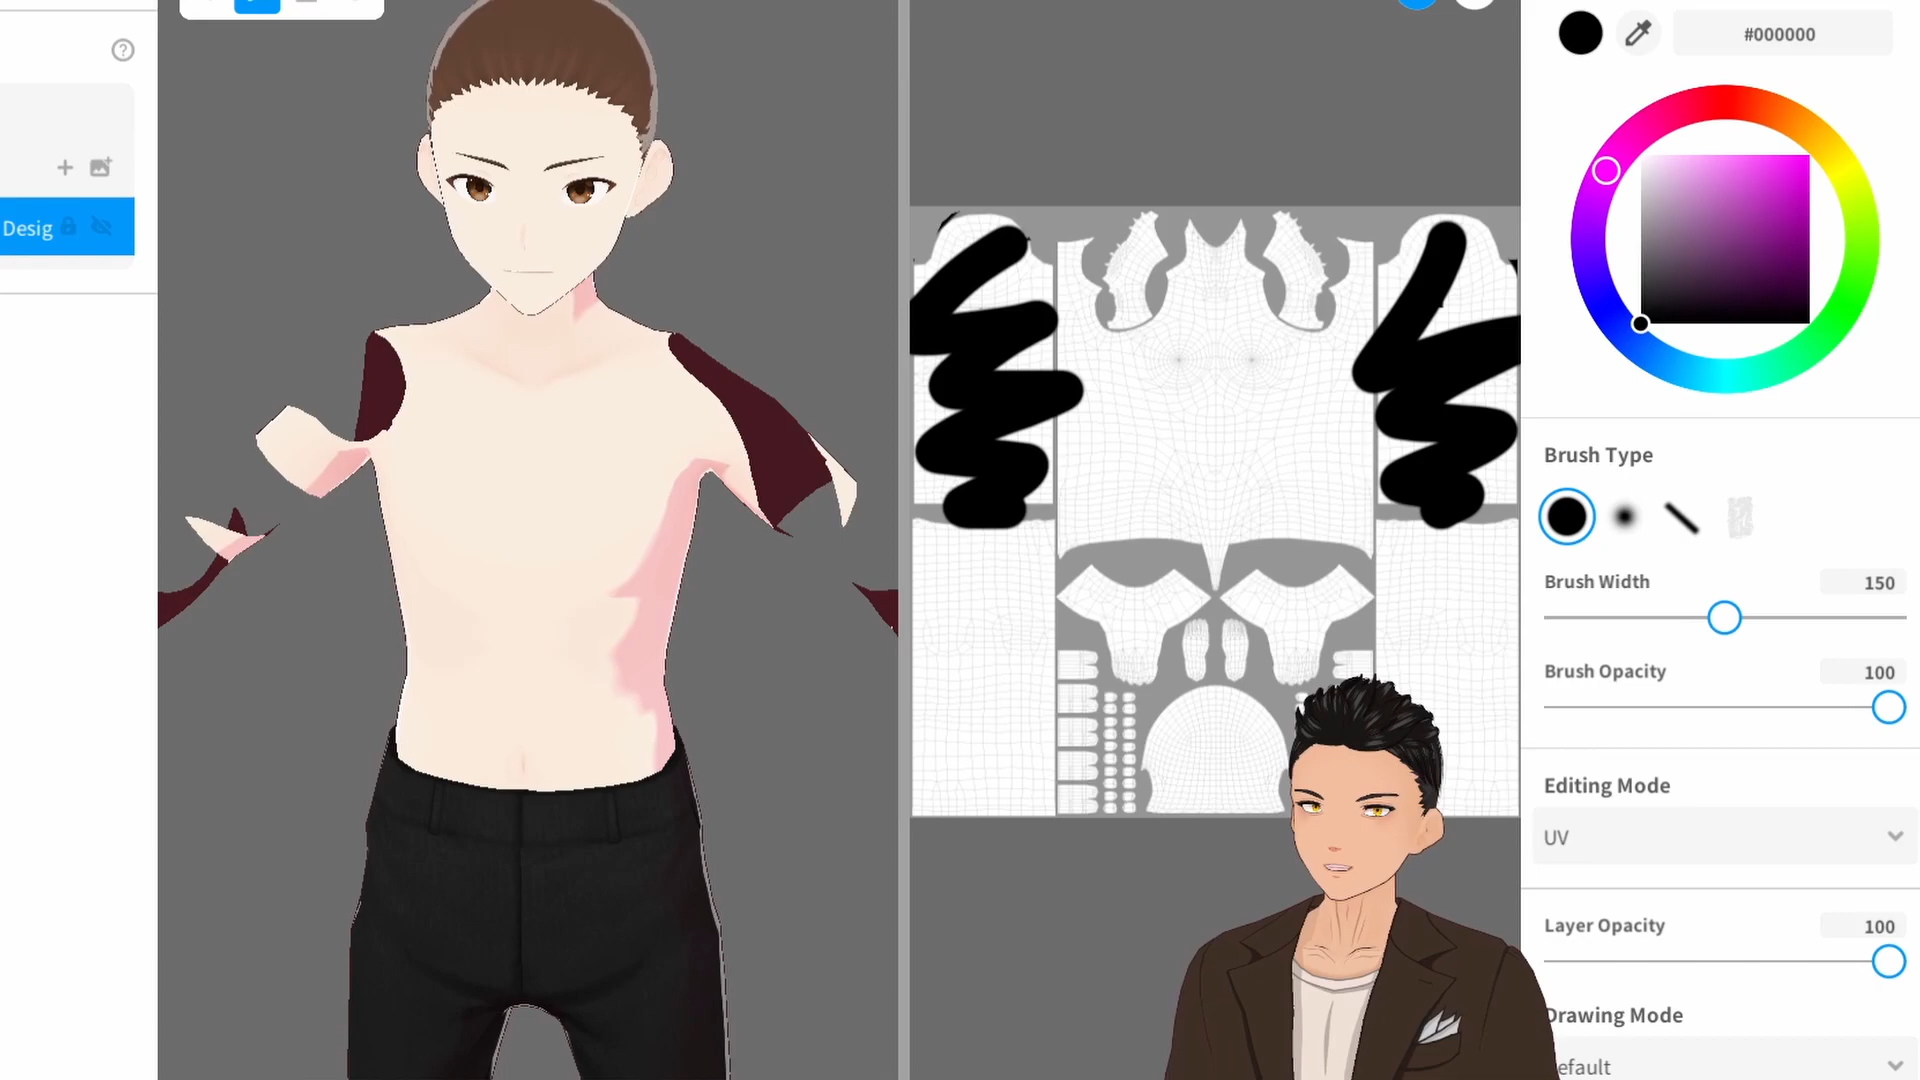 #000000
Desig
Brush Type
Brush Width
150
Brush Opacity
100
Editing Mode
UV
Layer Opacity
100
Drawing Mode
efault